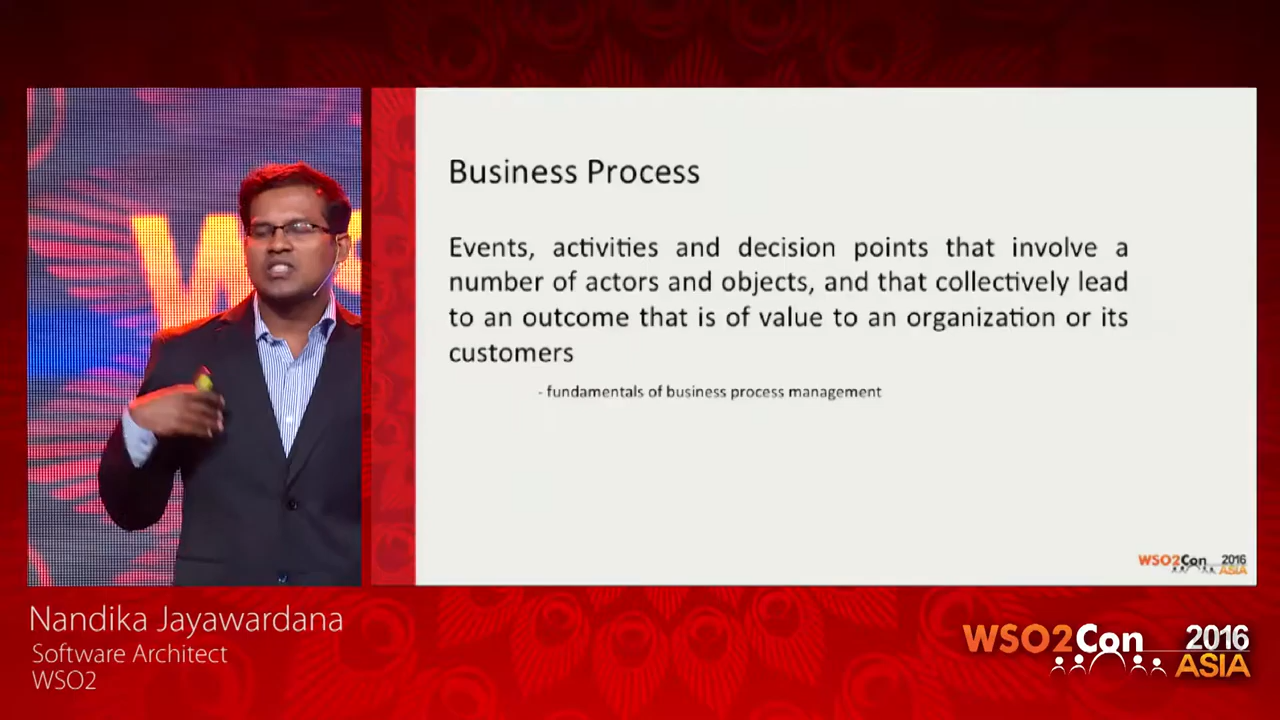 Business Process
Events, activities and decision points that involve a
number of actors and objects, and that collectively lead
to an outcome that is of value to an organization or its
customers
- fundamentals of business process management
WSO2Con 2016
ASIA
Nandika Jayawardana
Software Architect
WSO2
WSO2Con 2016
ASIA